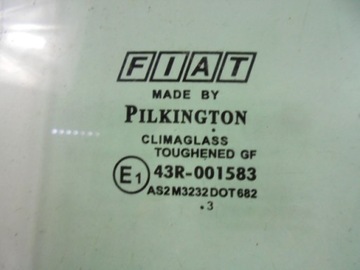 FIAT
MADE BY
PILKINGTON
CLIMAGLASS
TOUGHENED GF
E1 43R-001583
AS2 M3232 DOT 682
.3